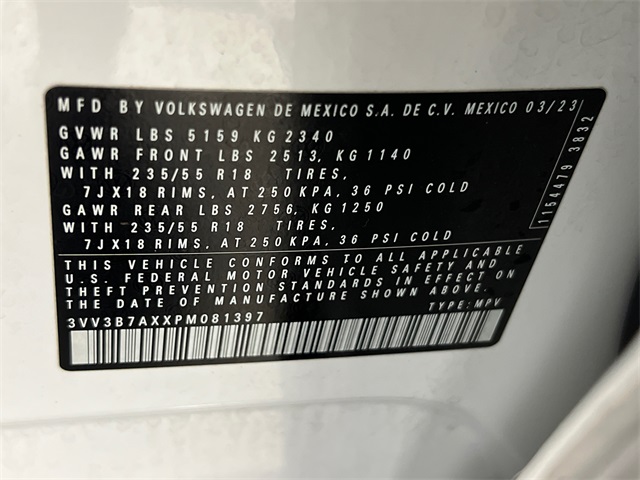 MFD BY VOLKSWAGEN DE MEXICO S.A. DE C.V. MEXICO 03/23
GVWR LBS 5159 KG 2340
GAWR FRONT LBS 2513, KG 1140
WITH 235/55 R18 TIRES,
7JX18 RIMS, AT 250 KPA, 36 PSI COLD
GAWR REAR LBS 2756, KG 1250
WITH 235/55 R18 TIRES,
7JX18 RIMS, AT 250 KPA, 36 PSI COLD
THIS VEHICLE CONFORMS TO ALL APPLICABLE
U.S. FEDERAL MOTOR VEHICLE SAFETY AND
THEFT PREVENTION STANDARDS IN EFFECT ON
THE DATE OF MANUFACTURE SHOWN ABOVE.
3VV3B7AXXPM081397 TYPE: MPV
1154479 3832